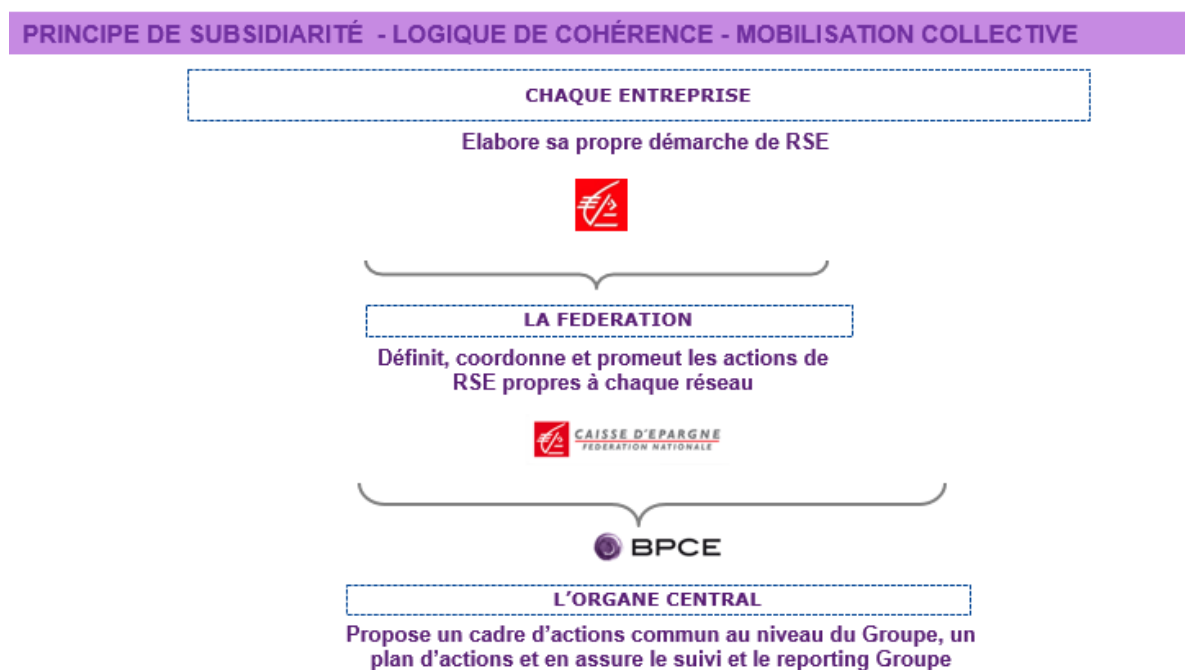 PRINCIPE DE SUBSIDIARITÉ - LOGIQUE DE COHÉRENCE - MOBILISATION COLLECTIVE
CHAQUE ENTREPRISE
Elabore sa propre démarche de RSE
LA FEDERATION
Définit, coordonne et promeut les actions de
RSE propres à chaque réseau
CAISSE D'EPARGNE
FEDERATION NATIONALE
BPCE
L'ORGANE CENTRAL
Propose un cadre d'actions commun au niveau du Groupe, un
plan d'actions et en assure le suivi et le reporting Groupe